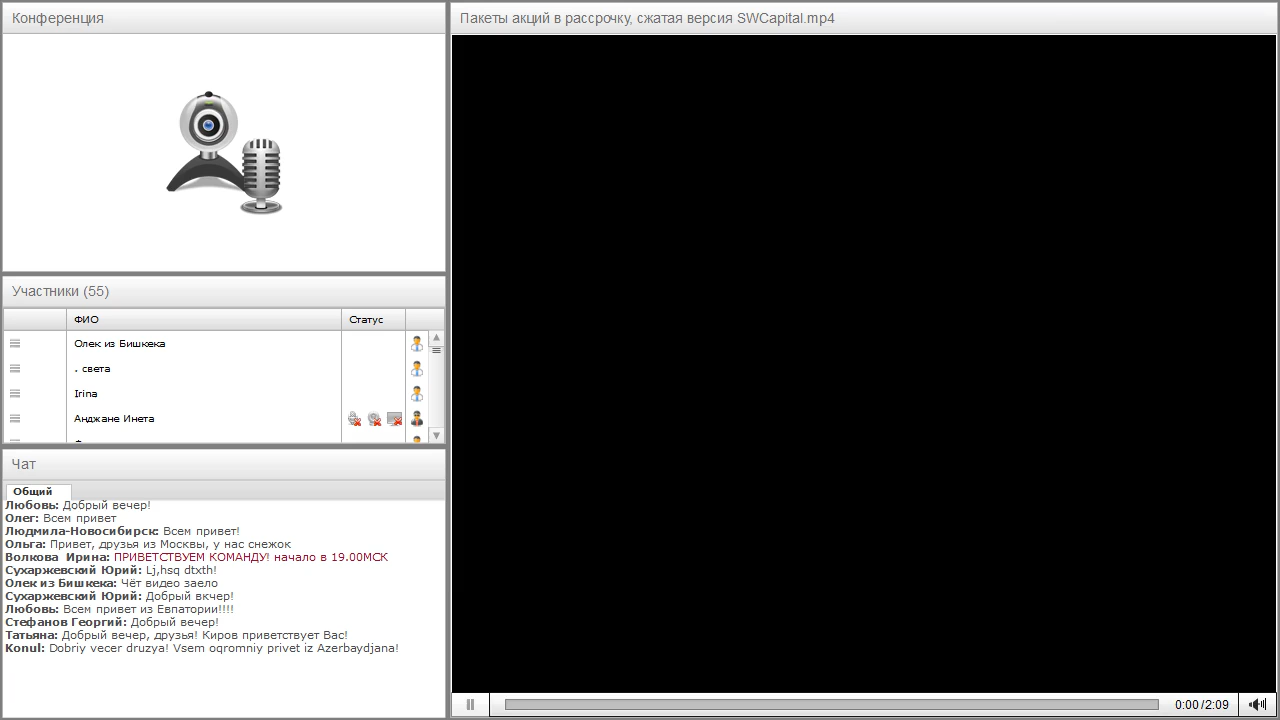 Конференция
Пакеты акций в рассрочку, сжатая версия SWCapital.mp4
Участники (55)
ФИО Статус
Олек из Бишкека
. света
Irina
Анджане Инета
Чат
Общий
Любовь: Добрый вечер!
Олег: Всем привет
Людмила-Новосибирск: Всем привет!
Ольга: Привет, друзья из Москвы, у нас снежок
Волкова Ирина: ПРИВЕТСТВУЕМ КОМАНДУ! начало в 19.00МСК
Сухаржевский Юрий: Lj,hsq dtxth!
Олек из Бишкека: Чёт видео заело
Сухаржевский Юрий: Добрый вкчер!
Любовь: Всем привет из Евпатории!!!!
Стефанов Георгий: Добрый вечер!
Татьяна: Добрый вечер, друзья! Киров приветствует Вас!
Konul: Dobriy vecer druzya! Vsem ogromniy privet iz Azerbaydjana!
0:00/2:09